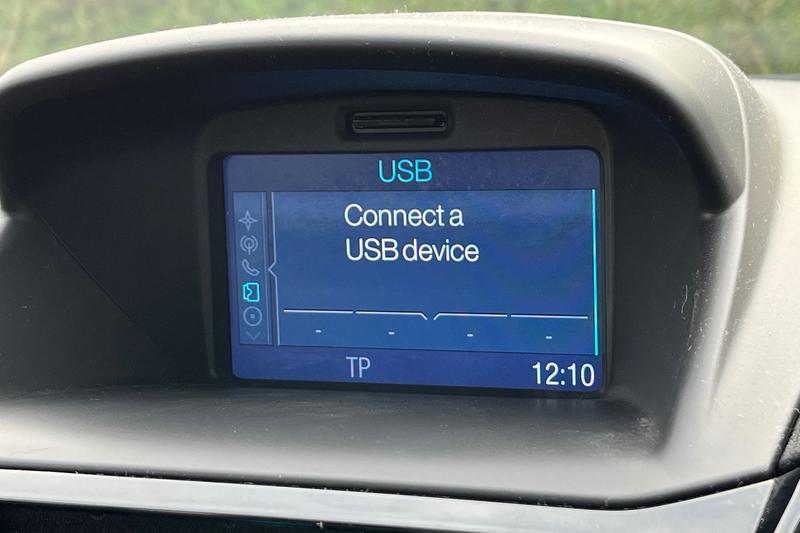 USB
Connect a
USB device
- - - -
TP 12:10